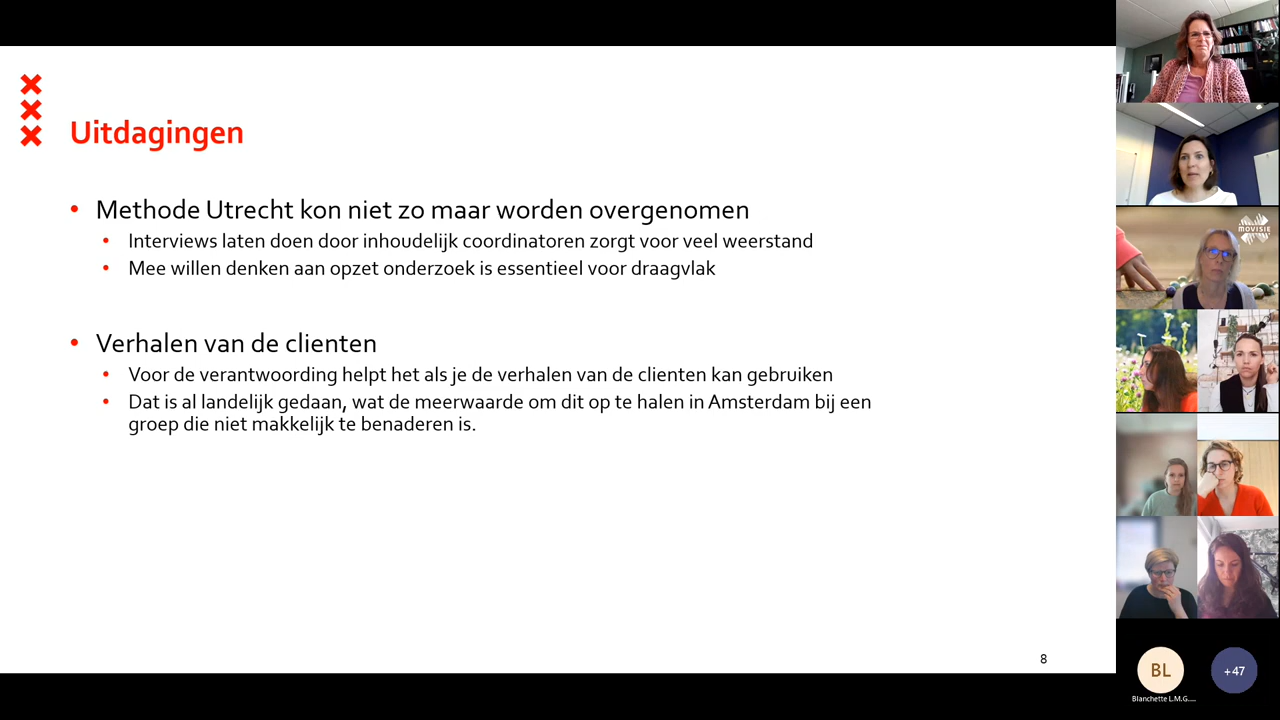 Uitdagingen
• Methode Utrecht kon niet zo maar worden overgenomen
• Interviews laten doen door inhoudelijk coordinatoren zorgt voor veel weerstand
• Mee willen denken aan opzet onderzoek is essentieel voor draagvlak
• Verhalen van de clienten
• Voor de verantwoording helpt het als je de verhalen van de clienten kan gebruiken
• Dat is al landelijk gedaan, wat de meerwaarde om dit op te halen in Amsterdam bij een
groep die niet makkelijk te benaderen is.
8
MOVISIE
BL
+47
Blanchette L.M.G....